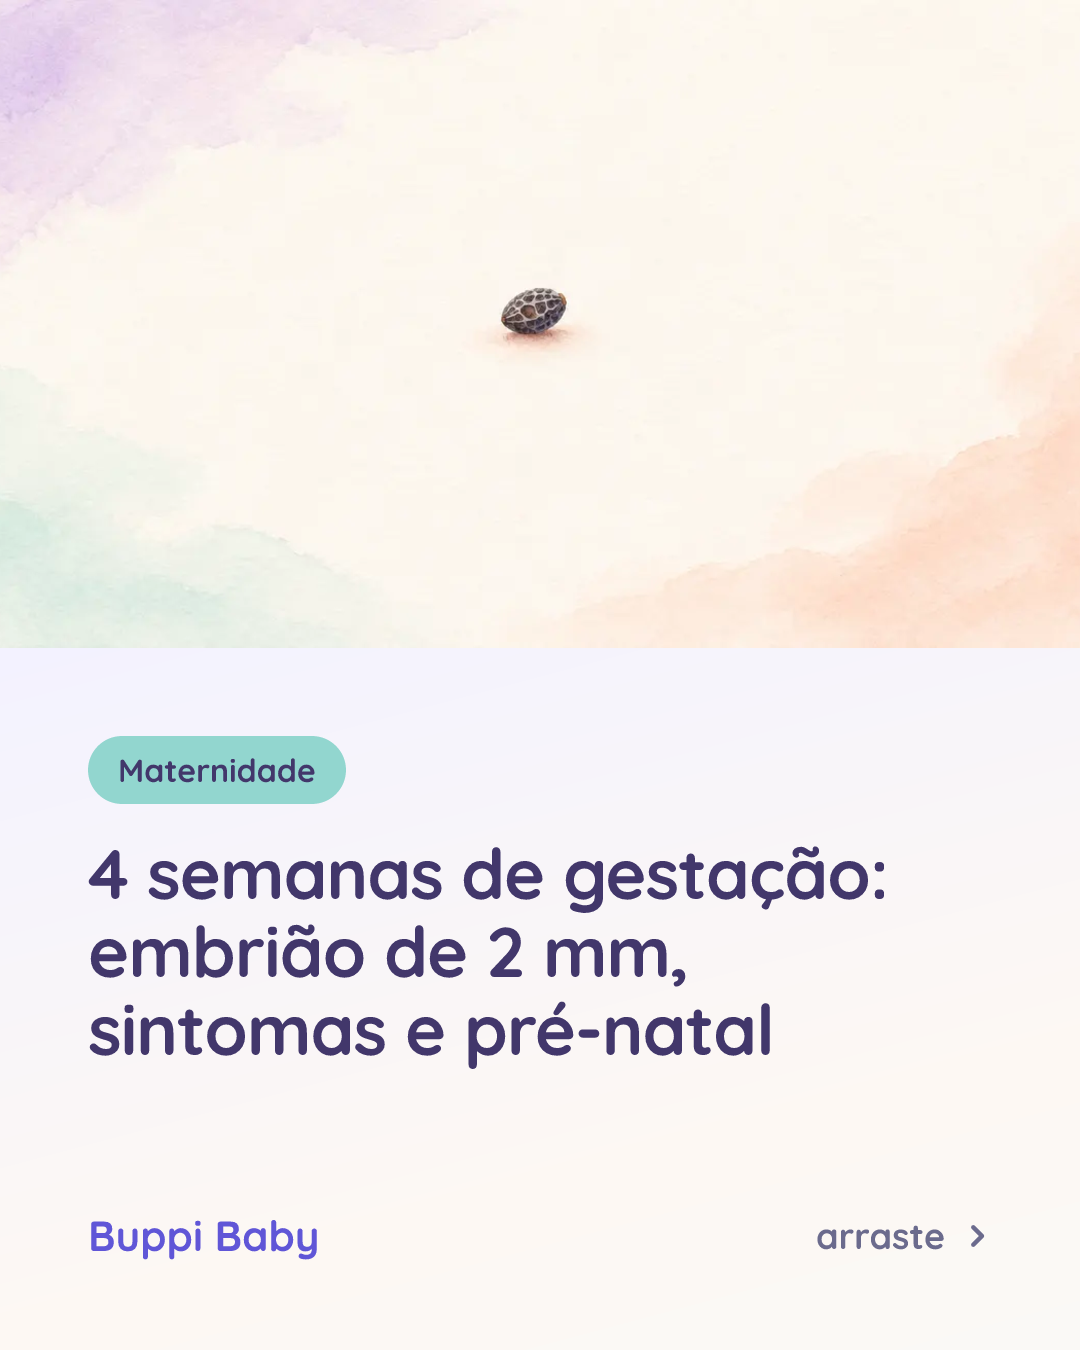 Maternidade
4 semanas de gestação:
embrião de 2 mm,
sintomas e pré-natal
Buppi Baby
arraste